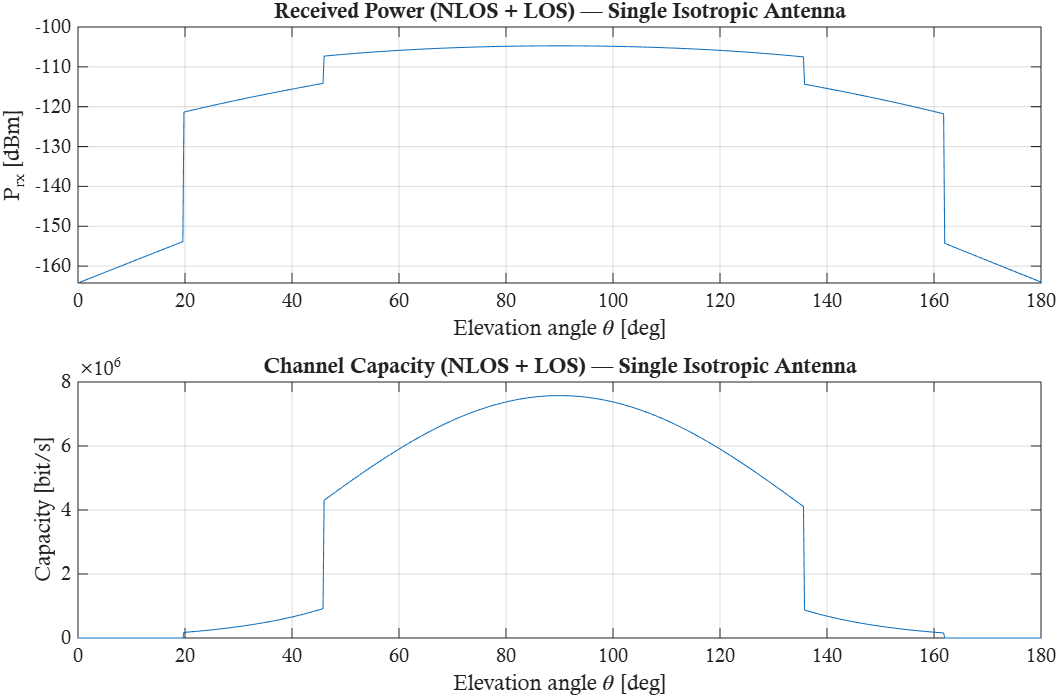 Received Power (NLOS + LOS) — Single Isotropic Antenna
-100
-110
-120
-130
-140
-150
-160
P_rx [dBm]
0 20 40 60 80 100 120 140 160 180
Elevation angle θ [deg]
Channel Capacity (NLOS + LOS) — Single Isotropic Antenna
×10⁶
8
6
4
2
0
Capacity [bit/s]
0 20 40 60 80 100 120 140 160 180
Elevation angle θ [deg]